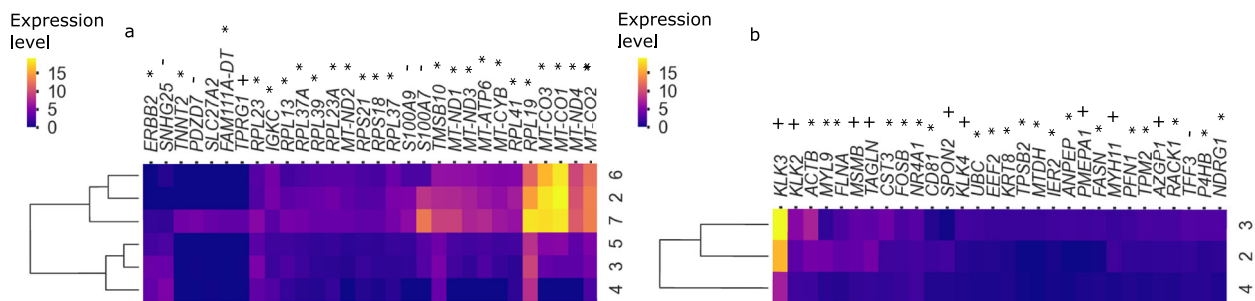 Expression level
a
15
10
5
0
ERBB2 *
SNHG25 -
TNNT2 *
PDZD7 -
SLC27A2
FAM111A-DT *
TPRG1 +
RPL23 *
IGKC *
RPL13 *
RPL37A *
RPL39 *
RPL23A *
MT-ND2 *
RPS21 *
RPS18 *
RPL37 *
S100A9 -
S100A7 -
TMSB10 *
MT-ND1 *
MT-ND3 *
MT-ATP6 *
MT-CYB *
RPL41 *
RPL19 *
MT-CO3 *
MT-CO1 *
MT-ND4 *
MT-CO2 *
6
2
7
5
3
4
Expression level
b
15
10
5
0
KLK3 +
KLK2 +
ACTB *
MYL9 *
FLNA *
MSMB +
TAGLN +
CST3 *
FOSB *
NR4A1 *
CD81 *
SPON2 +
KLK4 +
UBC *
EEF2 *
KRT8 *
TPSB2 *
MTDH *
IER2 *
ANPEP *
PMEPA1 +
FASN *
MYH11 +
PFN1 *
TPM2 *
AZGP1 +
RACK1 *
TFF3 -
P4HB *
NDRG1 *
3
2
4